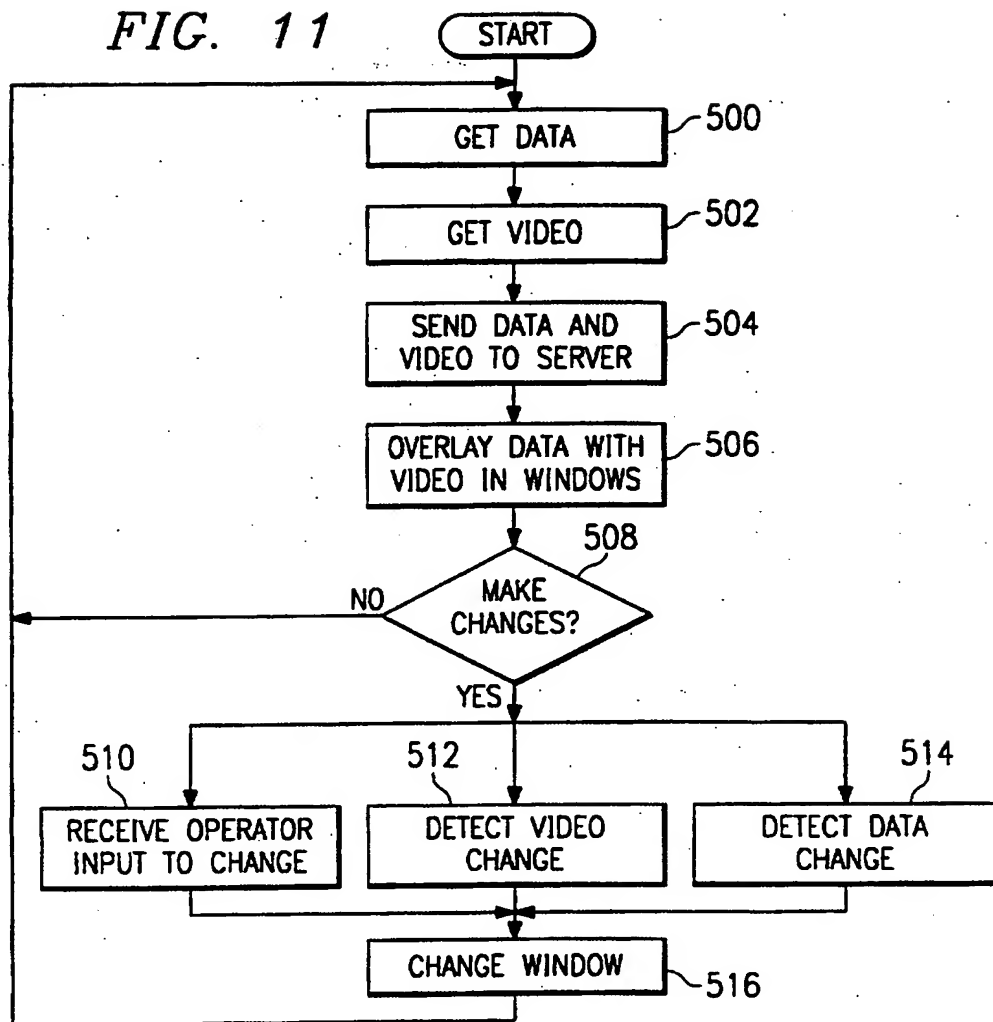 FIG. 11
START
GET DATA
500
GET VIDEO
502
SEND DATA AND
VIDEO TO SERVER
504
OVERLAY DATA WITH
VIDEO IN WINDOWS
506
508
MAKE
CHANGES?
NO
YES
510
512
514
RECEIVE OPERATOR
INPUT TO CHANGE
DETECT VIDEO
CHANGE
DETECT DATA
CHANGE
CHANGE WINDOW
516